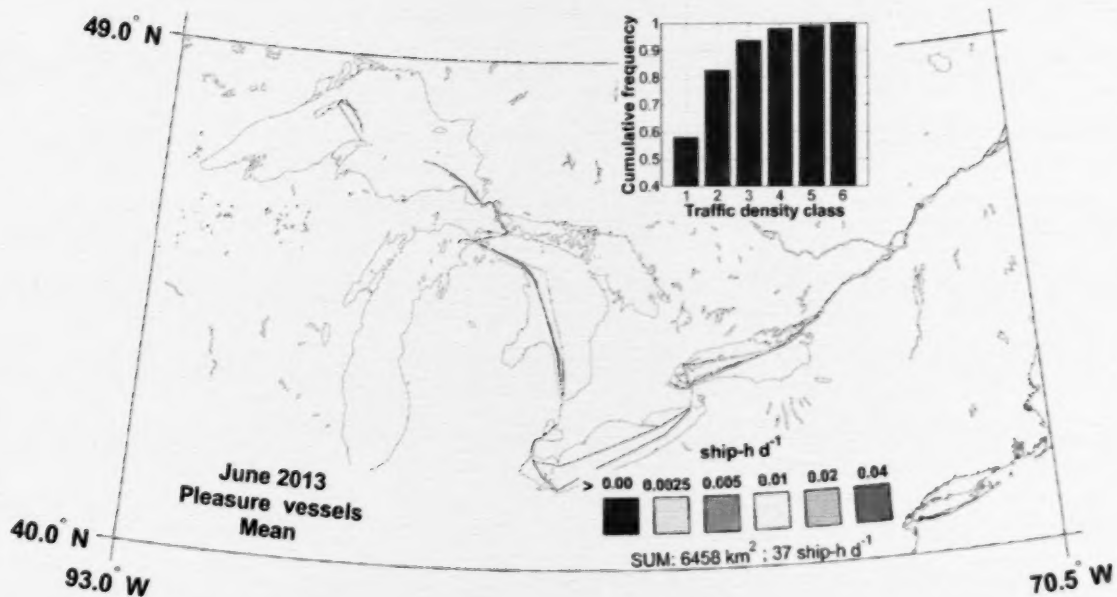 49.0° N
Cumulative frequency
1
0.9
0.8
0.7
0.6
0.5
0.4
1 2 3 4 5 6
Traffic density class
ship-h d⁻¹
> 0.00 0.0025 0.005 0.01 0.02 0.04
SUM: 6458 km² ; 37 ship-h d⁻¹
June 2013
Pleasure vessels
Mean
40.0° N
93.0° W
70.5° W